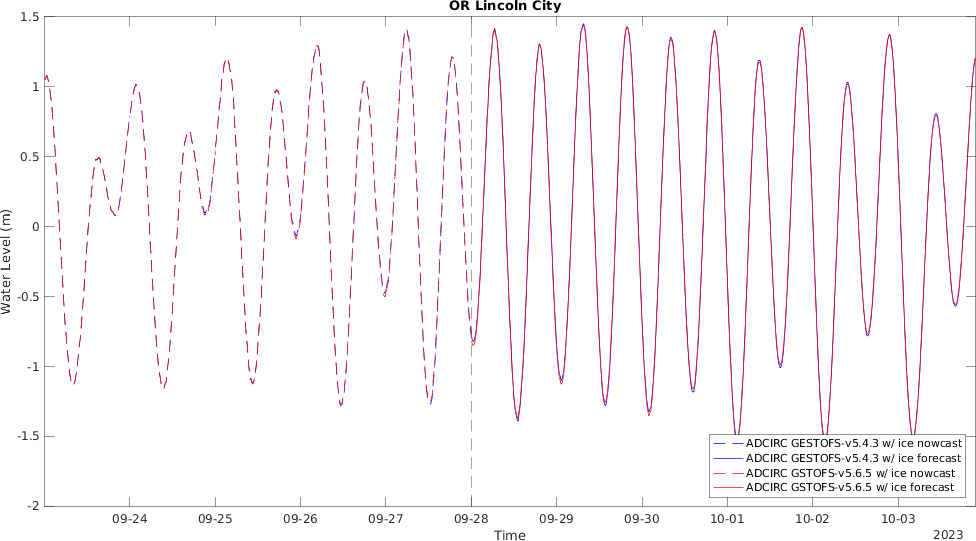 OR Lincoln City
1.5
1
0.5
0
-0.5
-1
-1.5
-2
Water Level (m)
09-24 09-25 09-26 09-27 09-28 09-29 09-30 10-01 10-02 10-03
Time
2023
ADCIRC GESTOFS-v5.4.3 w/ ice nowcast
ADCIRC GESTOFS-v5.4.3 w/ ice forecast
ADCIRC GSTOFS-v5.6.5 w/ ice nowcast
ADCIRC GSTOFS-v5.6.5 w/ ice forecast